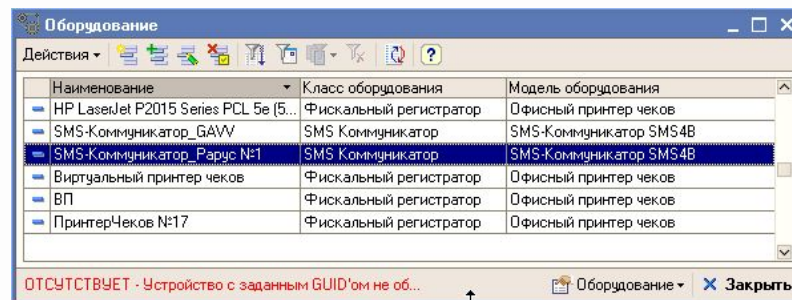 Оборудование
Действия
Наименование Класс оборудования Модель оборудования
HP LaserJet P2015 Series PCL 5e (5... Фискальный регистратор Офисный принтер чеков
SMS-Коммуникатор_GAVV SMS Коммуникатор SMS-Коммуникатор SMS4B
SMS-Коммуникатор_Рарус №1 SMS Коммуникатор SMS-Коммуникатор SMS4B
Виртуальный принтер чеков Фискальный регистратор Офисный принтер чеков
ВП Фискальный регистратор Офисный принтер чеков
ПринтерЧеков №17 Фискальный регистратор Офисный принтер чеков
ОТСУТСТВУЕТ - Устройство с заданным GUID'ом не об... Оборудование Закрыть